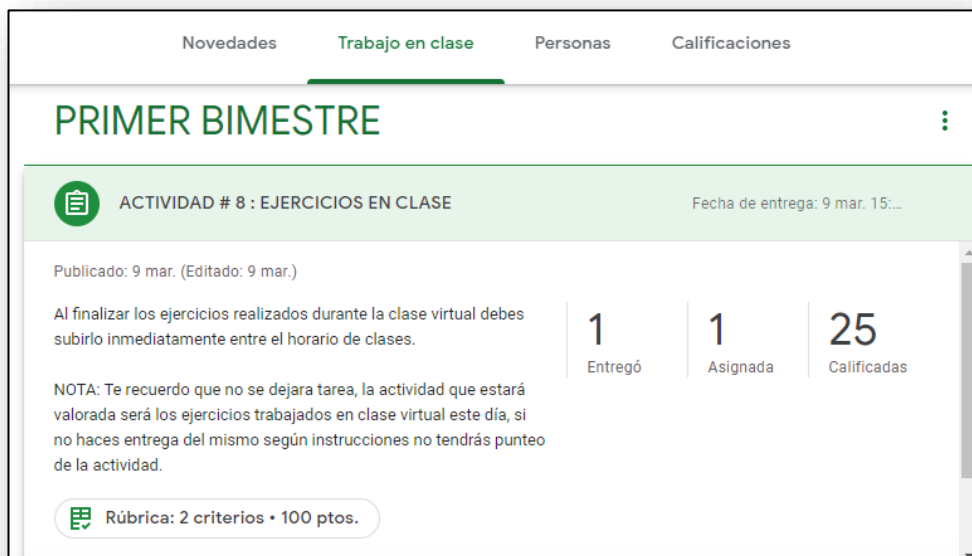 Novedades Trabajo en clase Personas Calificaciones
PRIMER BIMESTRE
ACTIVIDAD # 8 : EJERCICIOS EN CLASE Fecha de entrega: 9 mar. 15:...
Publicado: 9 mar. (Editado: 9 mar.)
Al finalizar los ejercicios realizados durante la clase virtual debes
subirlo inmediatamente entre el horario de clases.
1 1 25
Entregó Asignada Calificadas
NOTA: Te recuerdo que no se dejara tarea, la actividad que estará
valorada será los ejercicios trabajados en clase virtual este día, si
no haces entrega del mismo según instrucciones no tendrás punteo
de la actividad.
Rúbrica: 2 criterios • 100 ptos.